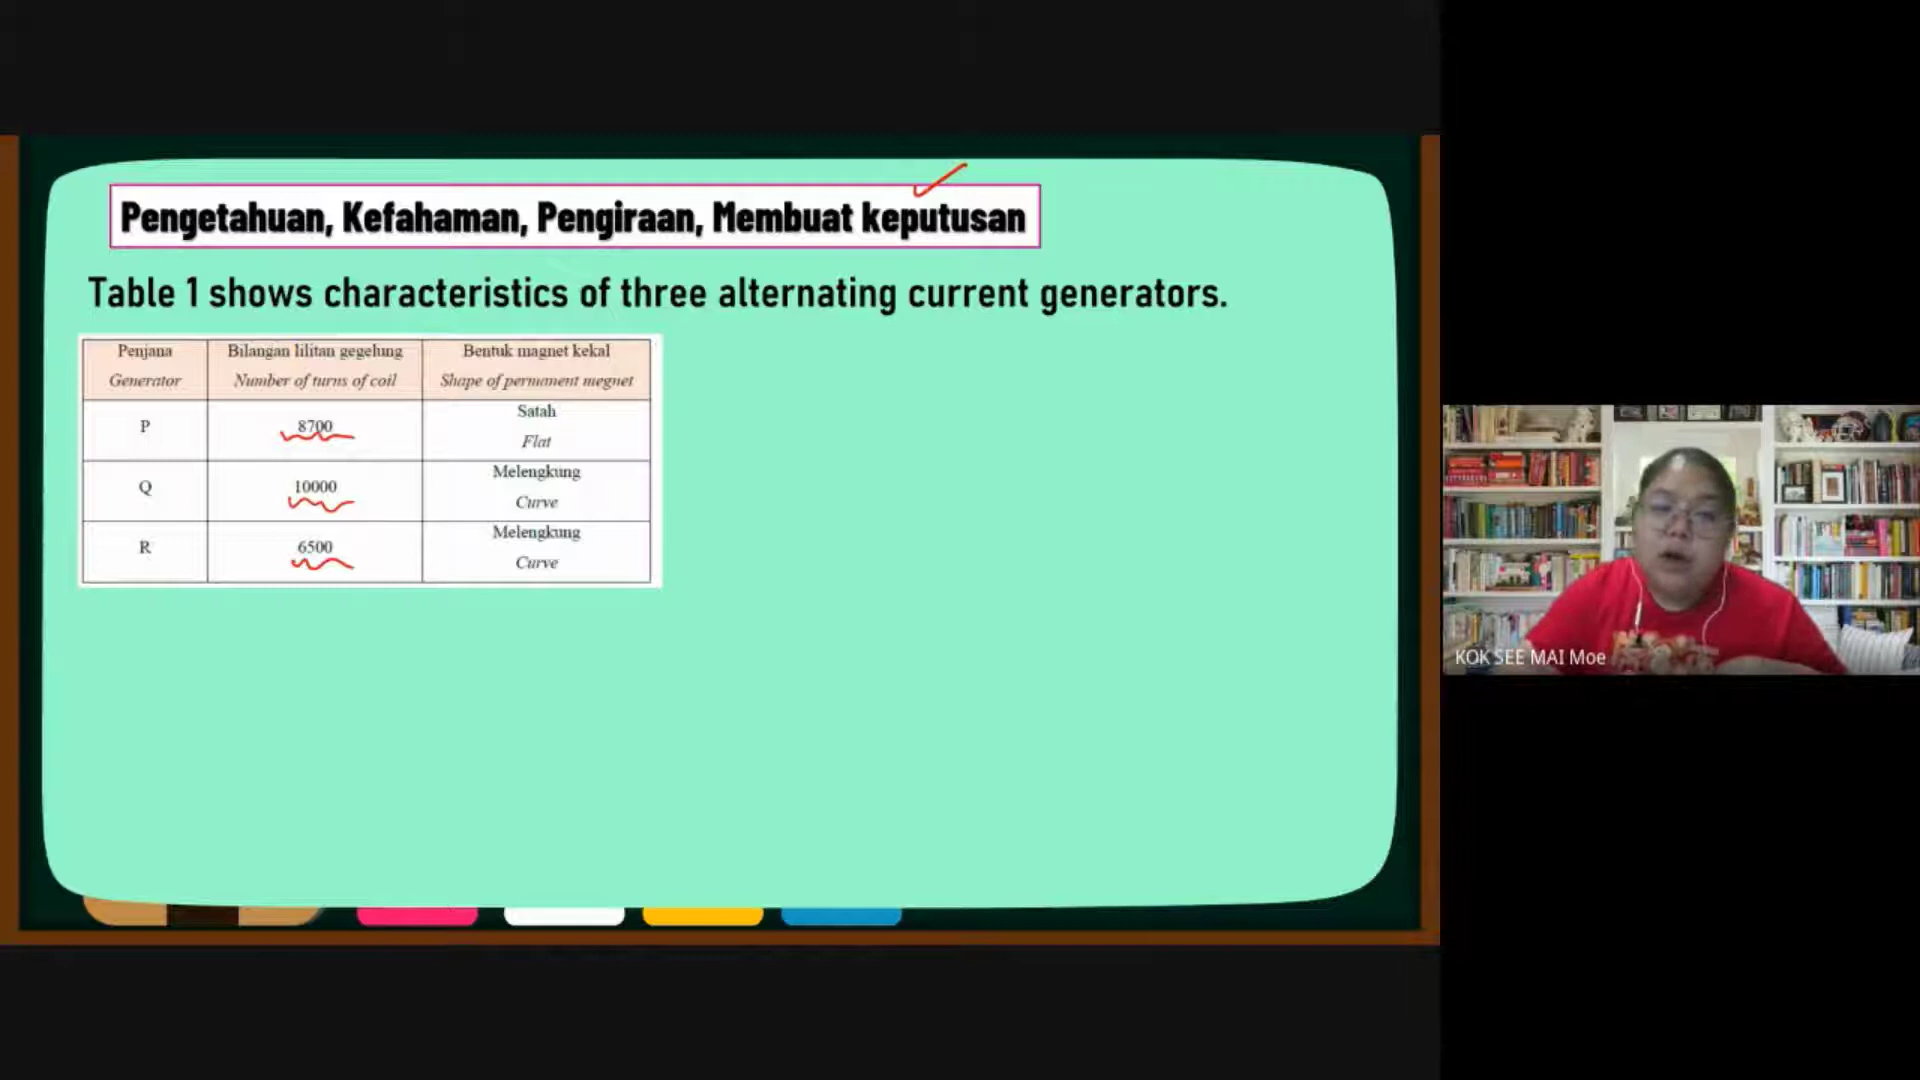 Pengetahuan, Kefahaman, Pengiraan, Membuat keputusan
Table 1 shows characteristics of three alternating current generators.
Penjana Bilangan lilitan gegelung Bentuk magnet kekal
Generator Number of turns of coil Shape of permanent megnet
P 8700 Satah
Flat
Q 10000 Melengkung
Curve
R 6500 Melengkung
Curve
KOK SEE MAI Moe